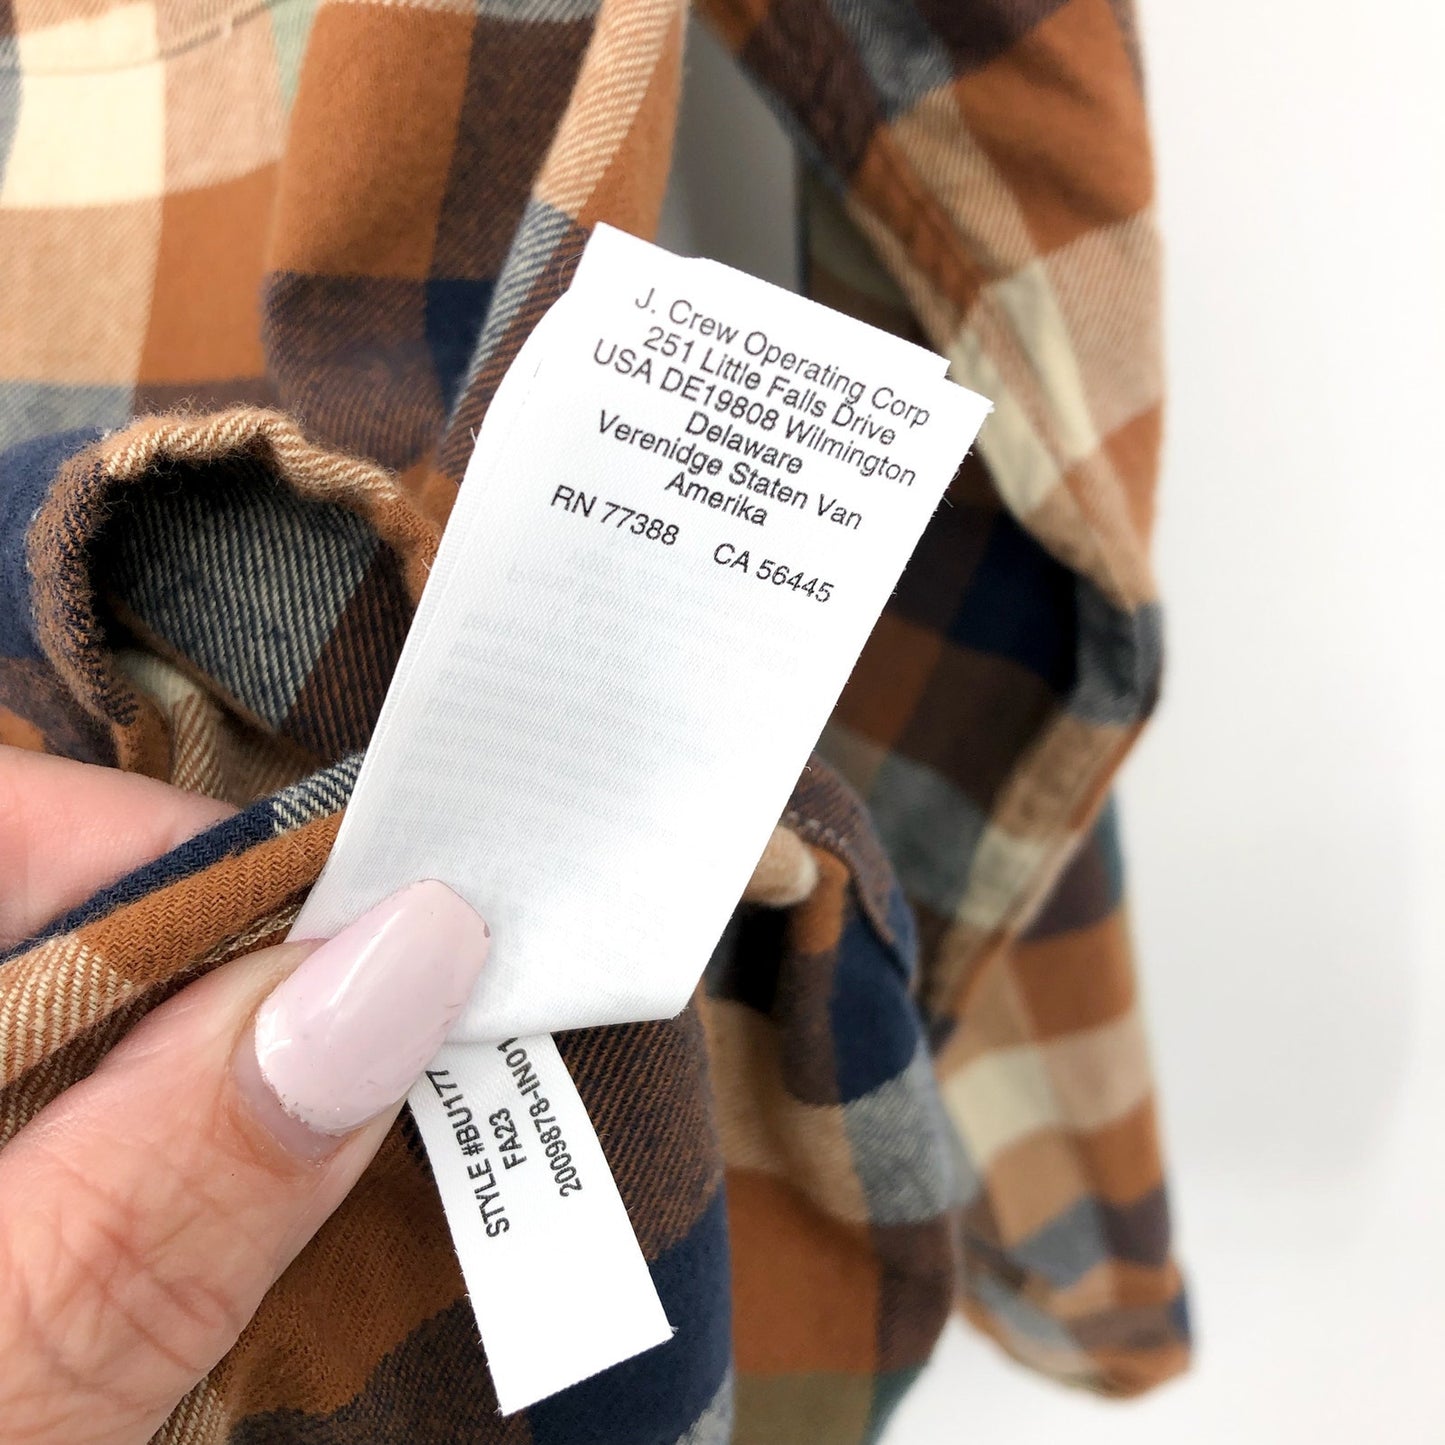 J. Crew Operating Corp
251 Little Falls Drive
USA DE19808 Wilmington
Delaware
Verenidge Staten Van
Amerika
RN 77388 CA 56445
STYLE #BU177
FA23
2009878-IN01